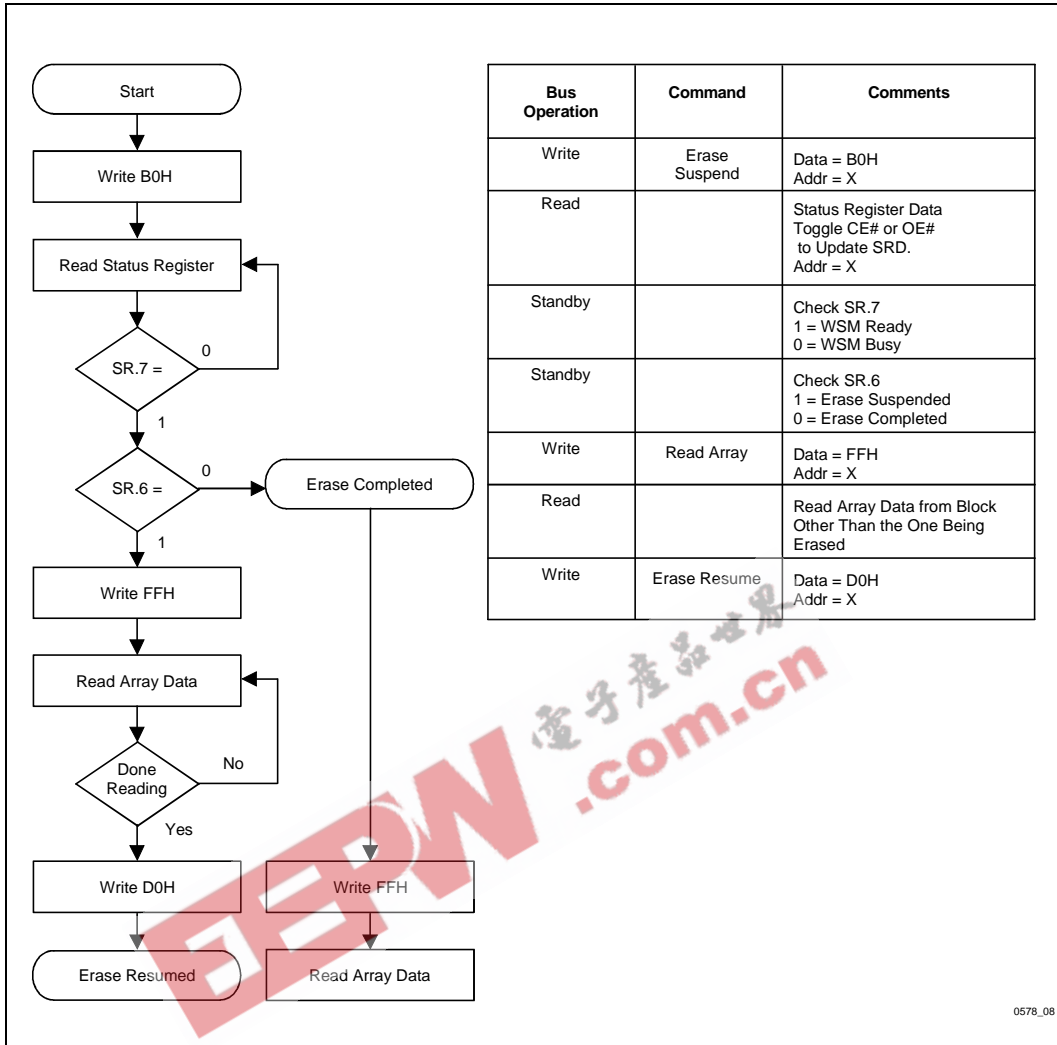 Start
Write B0H
Read Status Register
SR.7 =
0
1
SR.6 =
0
Erase Completed
1
Write FFH
Read Array Data
Done
Reading
No
Yes
Write D0H
Write FFH
Erase Resumed
Read Array Data
Bus
Operation
Command
Comments
Write
Erase
Suspend
Data = B0H
Addr = X
Read
Status Register Data
Toggle CE# or OE#
to Update SRD.
Addr = X
Standby
Check SR.7
1 = WSM Ready
0 = WSM Busy
Standby
Check SR.6
1 = Erase Suspended
0 = Erase Completed
Write
Read Array
Data = FFH
Addr = X
Read
Read Array Data from Block
Other Than the One Being
Erased
Write
Erase Resume
Data = D0H
Addr = X
EEPW
電子產品世界
.com.cn
0578_08